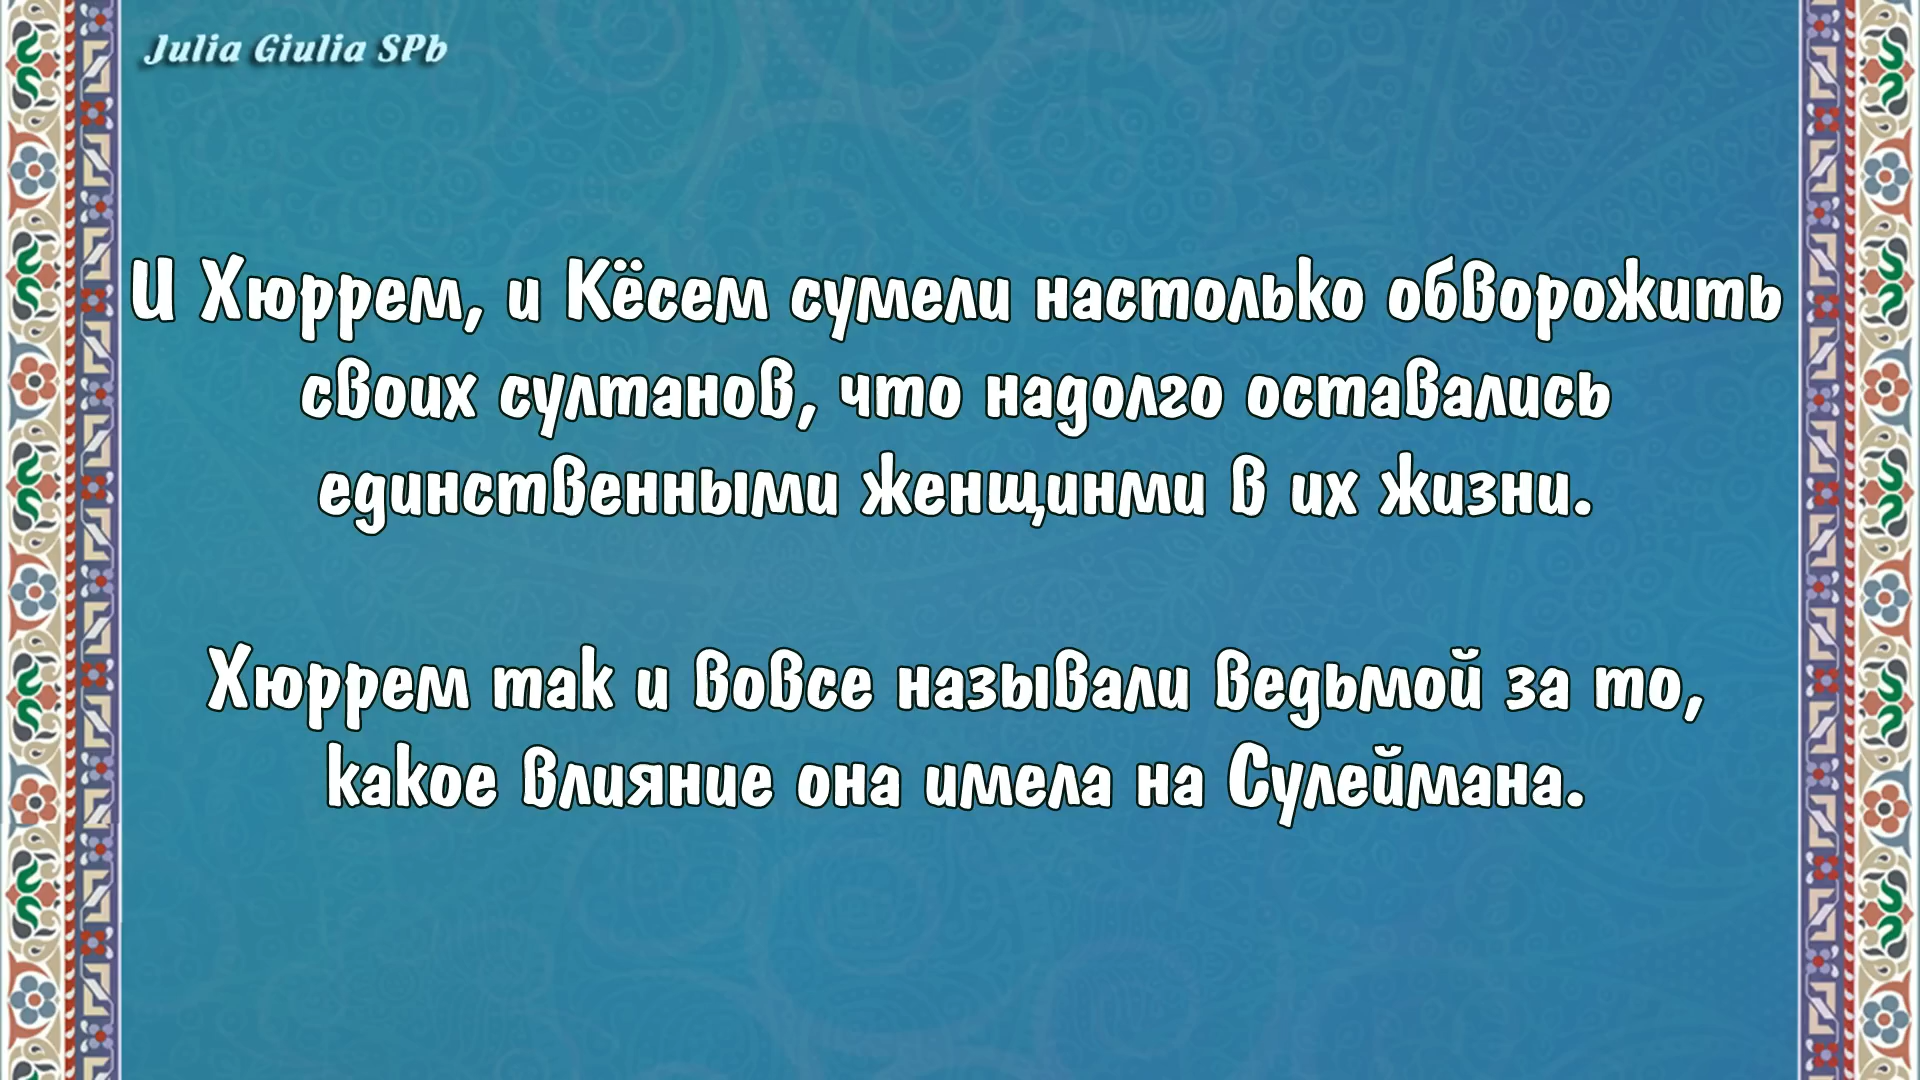 Julia Giulia SPb
И Хюррем, и Кёсем сумели настолько обворожить
своих султанов, что надолго оставались
единственными женщинми в их жизни.
Хюррем так и вовсе называли ведьмой за то,
какое влияние она имела на Сулеймана.